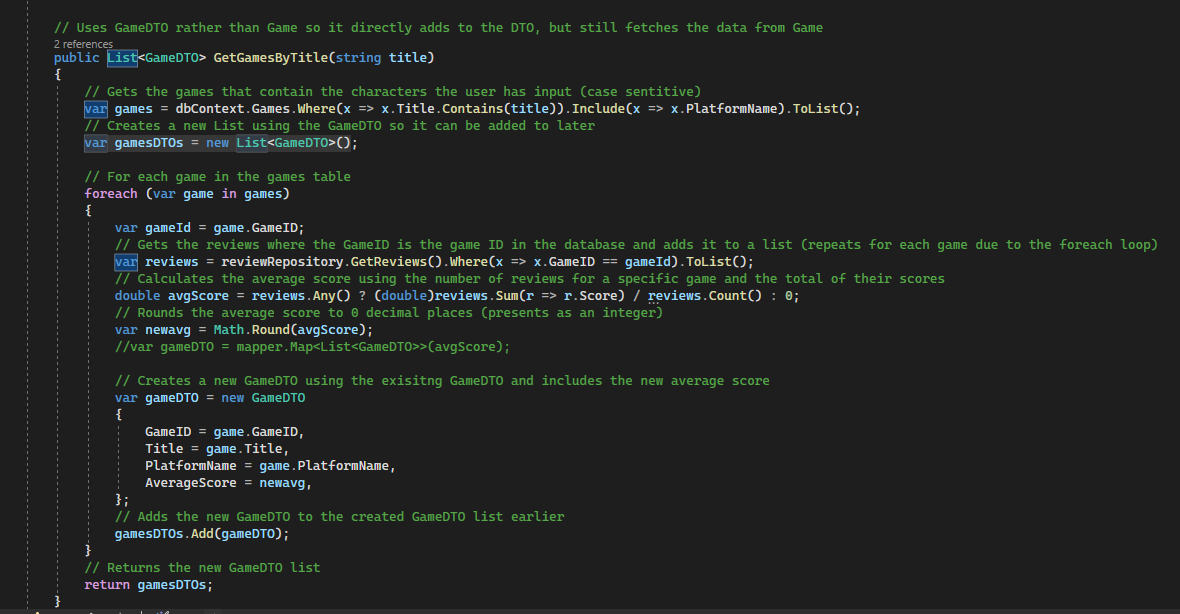 // Uses GameDTO rather than Game so it directly adds to the DTO, but still fetches the data from Game
2 references
public List<GameDTO> GetGamesByTitle(string title)
{
// Gets the games that contain the characters the user has input (case sentitive)
var games = dbContext.Games.Where(x => x.Title.Contains(title)).Include(x => x.PlatformName).ToList();
// Creates a new List using the GameDTO so it can be added to later
var gamesDTOs = new List<GameDTO>();
// For each game in the games table
foreach (var game in games)
{
var gameId = game.GameID;
// Gets the reviews where the GameID is the game ID in the database and adds it to a list (repeats for each game due to the foreach loop)
var reviews = reviewRepository.GetReviews().Where(x => x.GameID == gameId).ToList();
// Calculates the average score using the number of reviews for a specific game and the total of their scores
double avgScore = reviews.Any() ? (double)reviews.Sum(r => r.Score) / reviews.Count() : 0;
// Rounds the average score to 0 decimal places (presents as an integer)
var newavg = Math.Round(avgScore);
//var gameDTO = mapper.Map<List<GameDTO>>(avgScore);
// Creates a new GameDTO using the exisitng GameDTO and includes the new average score
var gameDTO = new GameDTO
{
GameID = game.GameID,
Title = game.Title,
PlatformName = game.PlatformName,
AverageScore = newavg,
};
// Adds the new GameDTO to the created GameDTO list earlier
gamesDTOs.Add(gameDTO);
}
// Returns the new GameDTO list
return gamesDTOs;
}